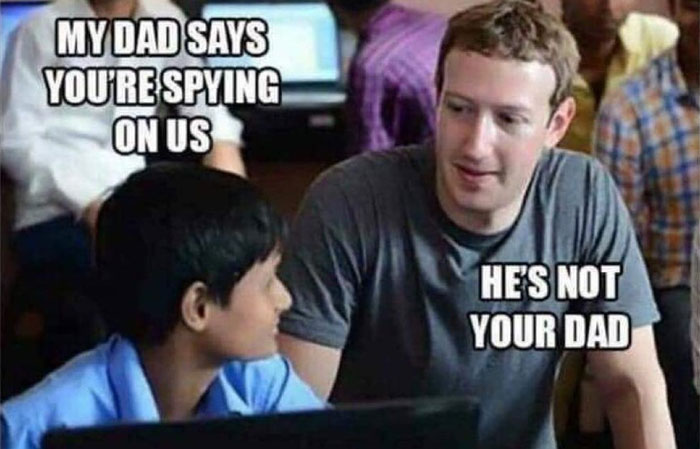 MY DAD SAYS
YOU'RE SPYING
ON US
HE'S NOT
YOUR DAD